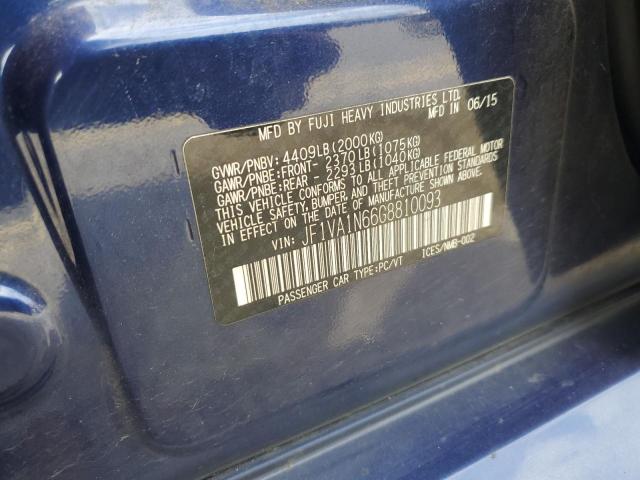 MFD BY FUJI HEAVY INDUSTRIES LTD.
MFD IN 06/15
GVWR/PNBV: 4409LB(2000KG)
GAWR/PNBE:FRONT- 2370LB(1075KG)
GAWR/PNBE:REAR - 2293LB(1040KG)
THIS VEHICLE CONFORMS TO ALL APPLICABLE FEDERAL MOTOR
VEHICLE SAFETY, BUMPER, AND THEFT PREVENTION STANDARDS
IN EFFECT ON THE DATE OF MANUFACTURE SHOWN ABOVE.
VIN: JF1VA1N66G8810093
PASSENGER CAR TYPE:PC/VT ICES/NMB-002